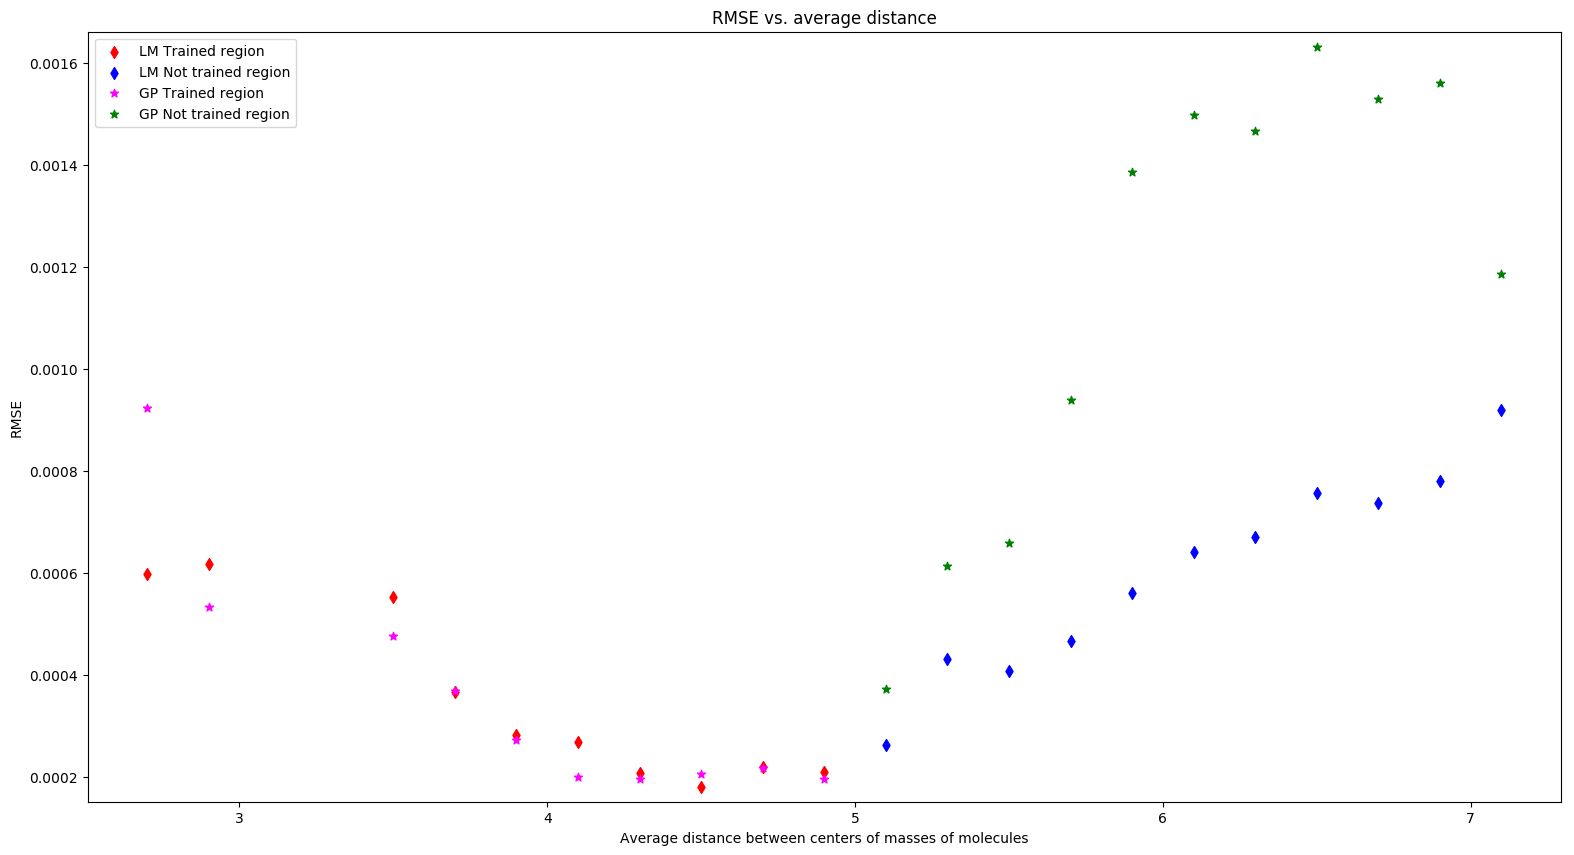 RMSE vs. average distance
LM Trained region
LM Not trained region
GP Trained region
GP Not trained region
0.0016
0.0014
0.0012
0.0010
0.0008
0.0006
0.0004
0.0002
RMSE
3 4 5 6 7
Average distance between centers of masses of molecules